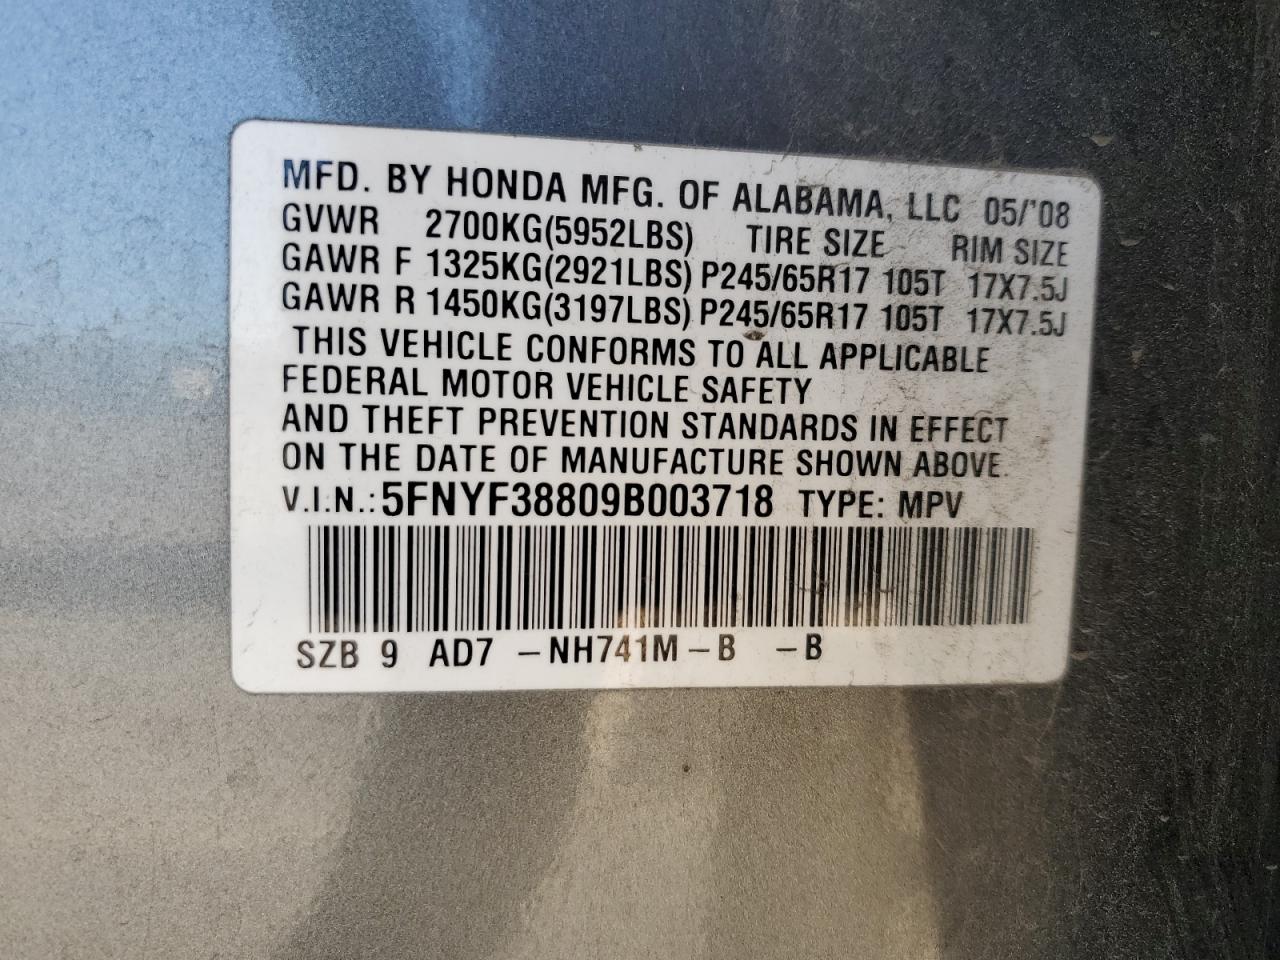 MFD. BY HONDA MFG. OF ALABAMA, LLC 05/'08
GVWR 2700KG(5952LBS) TIRE SIZE RIM SIZE
GAWR F 1325KG(2921LBS) P245/65R17 105T 17X7.5J
GAWR R 1450KG(3197LBS) P245/65R17 105T 17X7.5J
THIS VEHICLE CONFORMS TO ALL APPLICABLE
FEDERAL MOTOR VEHICLE SAFETY
AND THEFT PREVENTION STANDARDS IN EFFECT
ON THE DATE OF MANUFACTURE SHOWN ABOVE.
V.I.N.: 5FNYF38809B003718 TYPE: MPV
SZB 9 AD7 -NH741M-B -B